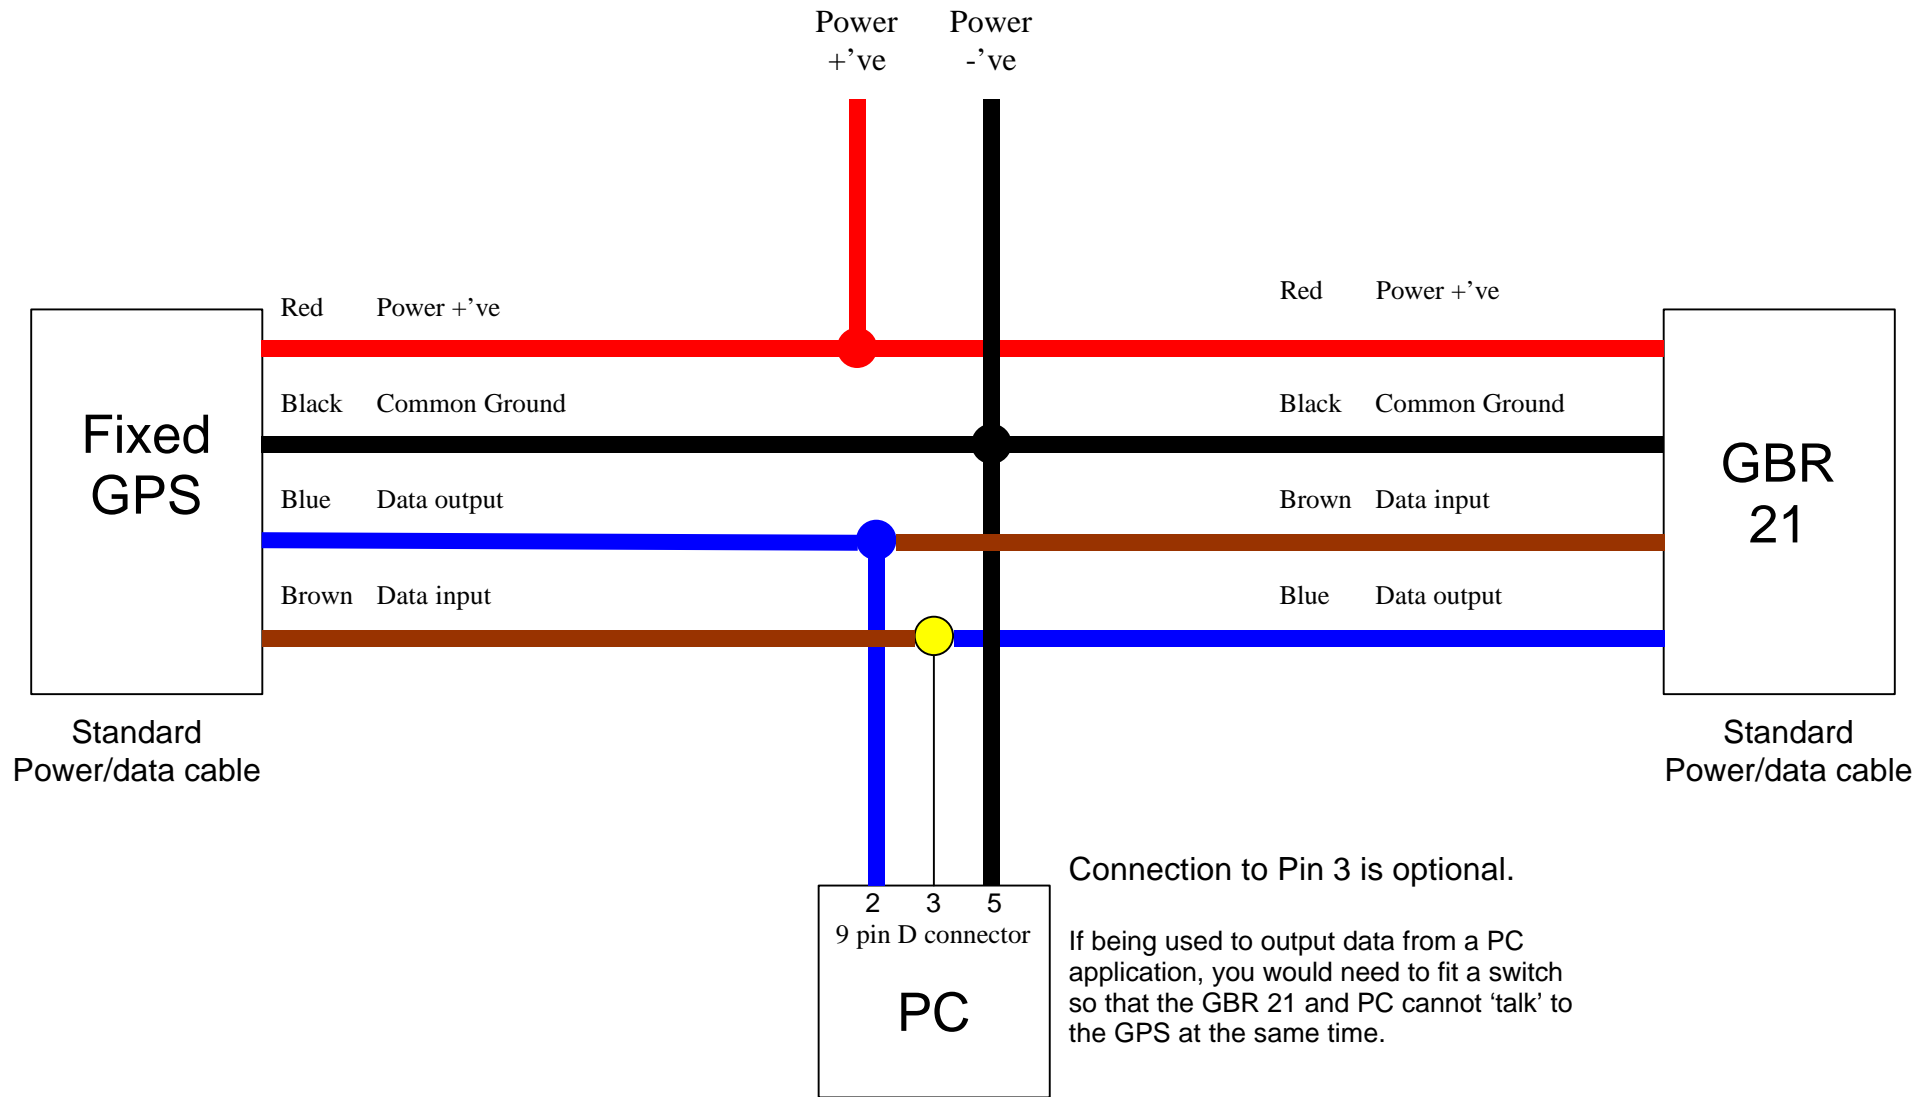 Power Power
+’ve -’ve
Red Power +’ve
Red Power +’ve
Black Common Ground
Black Common Ground
Fixed
GPS
GBR
21
Blue Data output
Brown Data input
Brown Data input
Blue Data output
Standard
Power/data cable
Standard
Power/data cable
2 3 5
9 pin D connector
PC
Connection to Pin 3 is optional.
If being used to output data from a PC
application, you would need to fit a switch
so that the GBR 21 and PC cannot ‘talk’ to
the GPS at the same time.